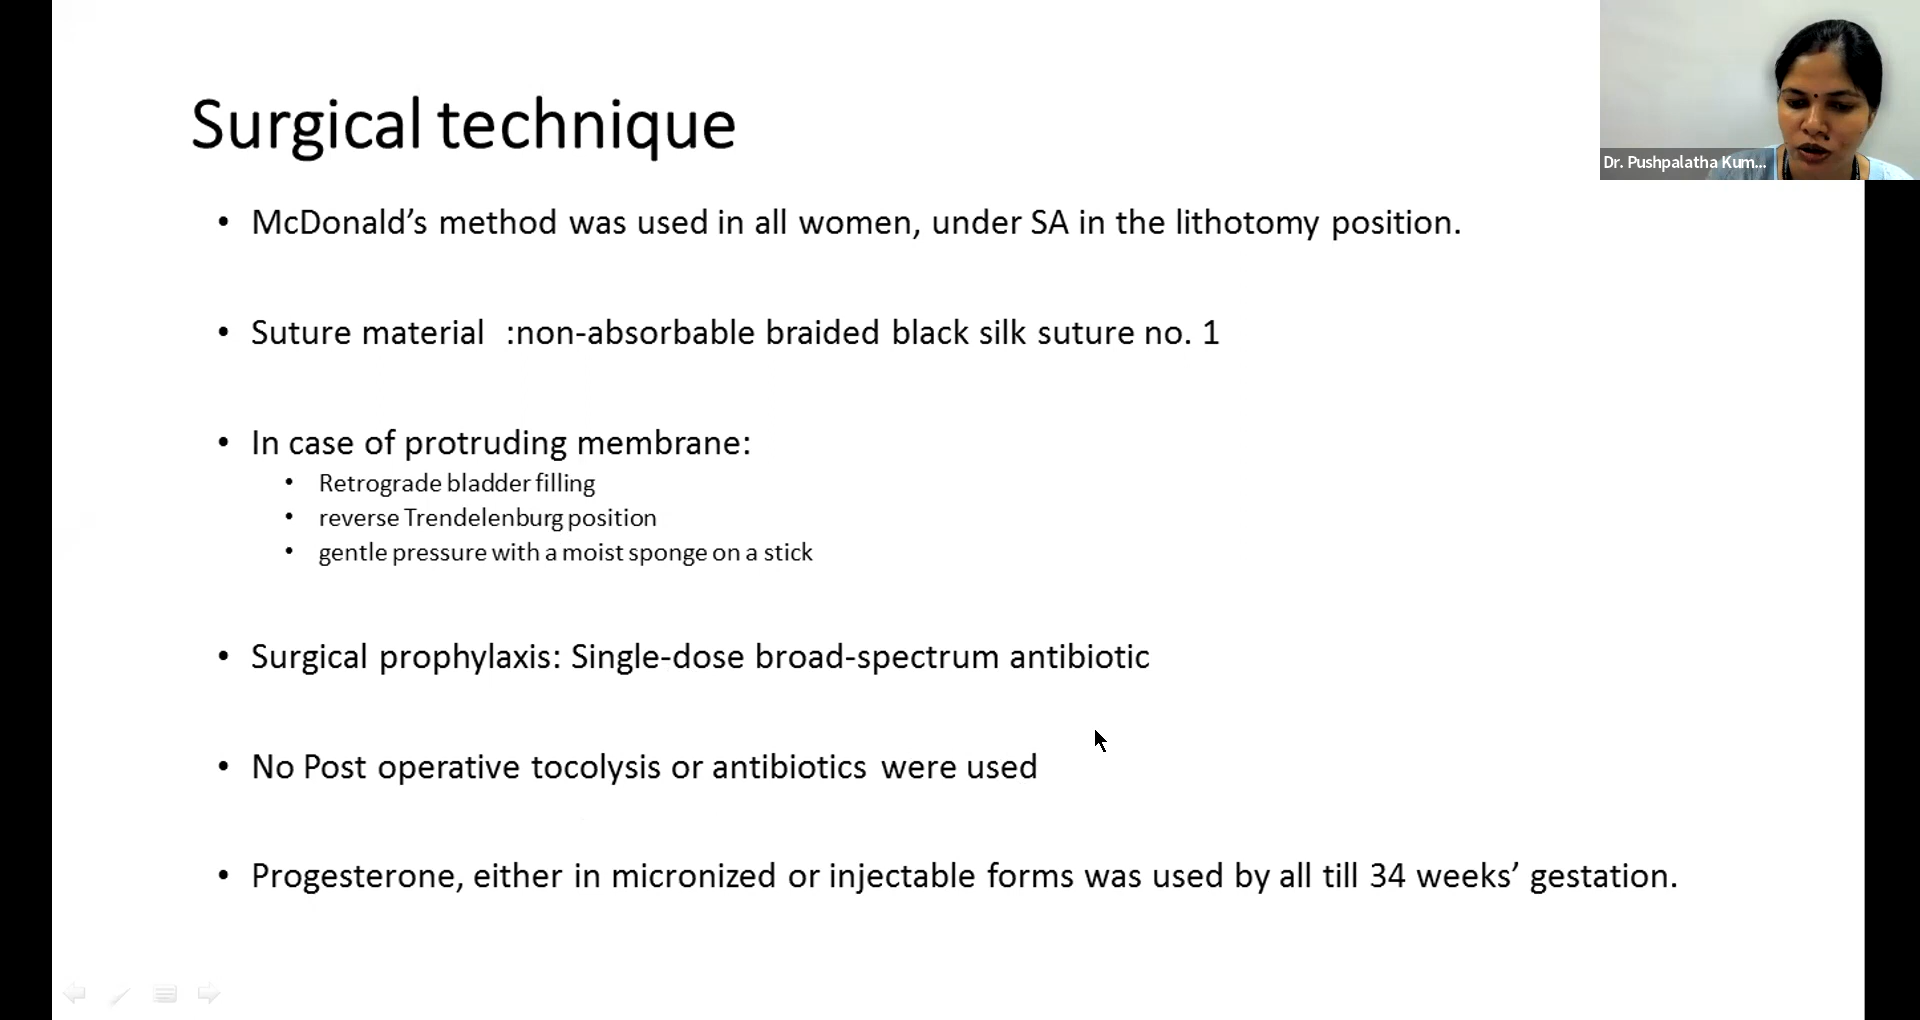 Surgical technique
Dr. Pushpalatha Kum...
• McDonald’s method was used in all women, under SA in the lithotomy position.
• Suture material :non-absorbable braided black silk suture no. 1
• In case of protruding membrane:
• Retrograde bladder filling
• reverse Trendelenburg position
• gentle pressure with a moist sponge on a stick
• Surgical prophylaxis: Single-dose broad-spectrum antibiotic
• No Post operative tocolysis or antibiotics were used
• Progesterone, either in micronized or injectable forms was used by all till 34 weeks’ gestation.